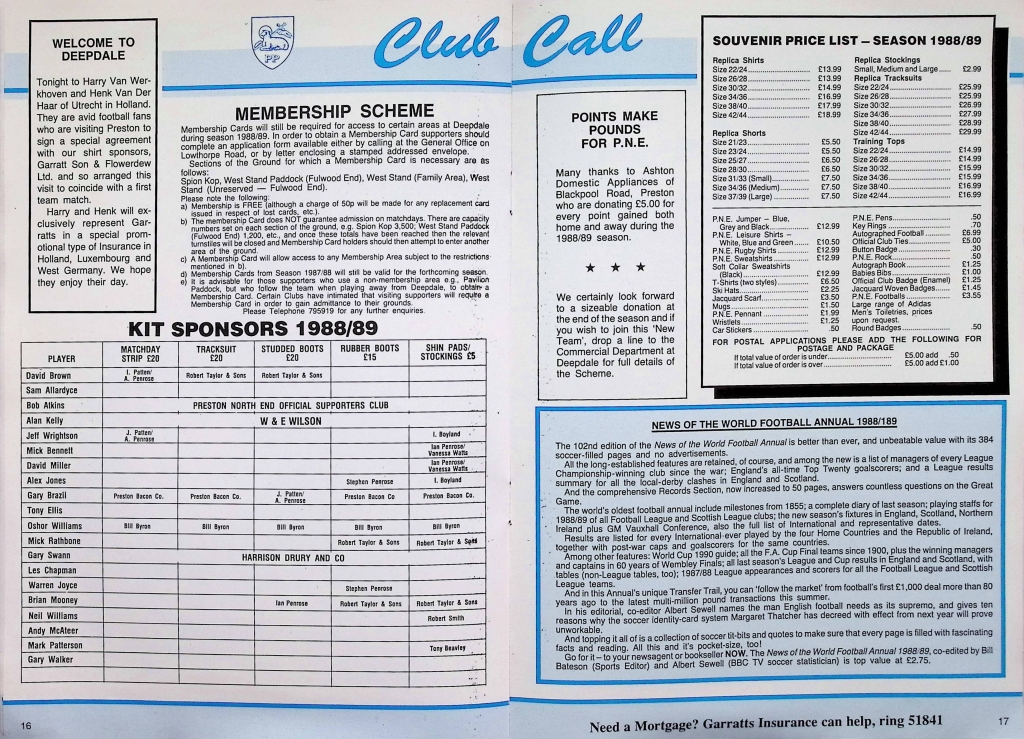 WELCOME TO
DEEPDALE
Tonight to Harry Van Wer-
khoven and Henk Van Der
Haar of Utrecht in Holland.
They are avid football fans
who are visiting Preston to
sign a special agreement
with our shirt sponsors,
Garratt Son & Flowerdew
Ltd. and so arranged this
visit to coincide with a first
team match.
Harry and Henk will ex-
clusively represent Gar-
ratts in a special promo-
tional type of Insurance in
Holland, Luxembourg and
West Germany. We hope
they enjoy their day.
PP
Club Call
MEMBERSHIP SCHEME
Membership Cards will still be required for access to certain areas at Deepdale
during season 1988/89. In order to obtain a Membership Card supporters should
complete an application form available either by calling at the General Office on
Lowthorpe Road, or by letter enclosing a stamped addressed envelope.
Sections of the Ground for which a Membership Card is necessary are as
follows:
Spion Kop, West Stand Paddock (Fulwood End), West Stand (Family Area), West
Stand (Unreserved — Fulwood End).
Please note the following:
a) Membership is FREE (although a charge of 50p will be made for any replacement card
issued in respect of lost cards, etc.).
b) The membership Card does NOT guarantee admission on matchdays. There are capacity
numbers set on each section of the ground, e.g. Spion Kop 3,500; West Stand Paddock
(Fulwood End) 1,200, etc., and once these totals have been reached then the relevant
turnstiles will be closed and Membership Card holders should then attempt to enter another
area of the ground.
c) A Membership Card will allow access to any Membership Area subject to the restrictions
mentioned in b).
d) Membership Cards from Season 1987/88 will still be valid for the forthcoming season.
e) It is advisable for those supporters who use a non-membership area e.g., Pavilion
Paddock, but who follow the team when playing away from Deepdale, to obtain a
Membership Card. Certain Clubs have intimated that visiting supporters will require a
Membership Card in order to gain admittance to their grounds.
Please Telephone 795919 for any further enquiries.
KIT SPONSORS 1988/89
PLAYER MATCHDAY STRIP £20 TRACKSUIT £20 STUDDED BOOTS £20 RUBBER BOOTS £15 SHIN PADS/ STOCKINGS £5
David Brown I. Patten/ A. Penrose Robert Taylor & Sons Robert Taylor & Sons
Sam Allardyce
Bob Atkins PRESTON NORTH END OFFICIAL SUPPORTERS CLUB
Alan Kelly W & E WILSON
Jeff Wrightson J. Patten/ A. Penrose I. Boyland
Mick Bennett Ian Penrose/ Vanessa Watts
David Miller Ian Penrose/ Vanessa Watts
Alex Jones Stephen Penrose I. Boyland
Gary Brazil Preston Bacon Co. Preston Bacon Co. J. Patten/ A. Penrose Preston Bacon Co. Preston Bacon Co.
Tony Ellis
Oshor Williams Bill Byron Bill Byron Bill Byron Bill Byron Bill Byron
Mick Rathbone Robert Taylor & Sons Robert Taylor & Sons
Gary Swann HARRISON DRURY AND CO
Les Chapman
Warren Joyce Stephen Penrose
Brian Mooney Ian Penrose Robert Taylor & Sons Robert Taylor & Sons
Neil Williams Robert Smith
Andy McAteer
Mark Patterson Tony Beavley
Gary Walker
16
POINTS MAKE
POUNDS
FOR P.N.E.
Many thanks to Ashton
Domestic Appliances of
Blackpool Road, Preston
who are donating £5.00 for
every point gained both
home and away during the
1988/89 season.
★ ★ ★
We certainly look forward
to a sizeable donation at
the end of the season and if
you wish to join this 'New
Team', drop a line to the
Commercial Department at
Deepdale for full details of
the Scheme.
SOUVENIR PRICE LIST – SEASON 1988/89
Replica Shirts
Size 22/24 £13.99
Size 26/28 £13.99
Size 30/32 £14.99
Size 34/36 £16.99
Size 38/40 £17.99
Size 42/44 £18.99
Replica Shorts
Size 21/23 £5.50
Size 23/24 £5.50
Size 25/27 £6.50
Size 28/30 £6.50
Size 31/33 (Small) £7.50
Size 34/36 (Medium) £7.50
Size 37/39 (Large) £7.50
Replica Stockings
Small, Medium and Large £2.99
Replica Tracksuits
Size 22/24 £25.99
Size 26/28 £25.99
Size 30/32 £26.99
Size 34/36 £27.99
Size 38/40 £28.99
Size 42/44 £29.99
Training Tops
Size 22/24 £14.99
Size 26/28 £14.99
Size 30/32 £15.99
Size 34/36 £15.99
Size 38/40 £16.99
Size 42/44 £16.99
P.N.E. Jumper – Blue,
Grey and Black £12.99
P.N.E. Leisure Shirts –
White, Blue and Green £10.50
P.N.E. Rugby Shirts £12.99
P.N.E. Sweatshirts £12.99
Soft Collar Sweatshirts
(Black) £12.99
T-Shirts (two styles) £6.50
Ski Hats £2.25
Jacquard Scarf £3.50
Mugs £1.50
P.N.E. Pennant £1.99
Wristlets £1.25
Car Stickers .50
P.N.E. Pens .50
Key Rings .70
Autographed Football £6.99
Official Club Ties £5.00
Button Badge .30
P.N.E. Rock .50
Autograph Book £1.25
Babies Bibs £1.00
Official Club Badge (Enamel) £1.25
Jacquard Woven Badges £1.45
P.N.E. Footballs £3.55
Large range of Adidas
Men's Toiletries, prices
upon request.
Round Badges .50
FOR POSTAL APPLICATIONS PLEASE ADD THE FOLLOWING FOR
POSTAGE AND PACKAGE
If total value of order is under £5.00 add .50
If total value of order is over £5.00 add £1.00
NEWS OF THE WORLD FOOTBALL ANNUAL 1988/189
The 102nd edition of the News of the World Football Annual is better than ever, and unbeatable value with its 384
soccer-filled pages and no advertisements.
All the long-established features are retained, of course, and among the new is a list of managers of every League
Championship-winning club since the war; England's all-time Top Twenty goalscorers; and a League results
summary for all the local-derby clashes in England and Scotland.
And the comprehensive Records Section, now increased to 50 pages, answers countless questions on the Great
Game.
The world's oldest football annual include milestones from 1855; a complete diary of last season; playing staffs for
1988/89 of all Football League and Scottish League clubs; the new season's fixtures in England, Scotland, Northern
Ireland plus GM Vauxhall Conference, also the full list of International and representative dates.
Results are listed for every International-ever played by the four Home Countries and the Republic of Ireland,
together with post-war caps and goalscorers for the same countries.
Among other features: World Cup 1990 guide; all the F.A. Cup Final teams since 1900, plus the winning managers
and captains in 60 years of Wembley Finals; all last season's League and Cup results in England and Scotland, with
tables (non-League tables, too); 1987/88 League appearances and scorers for all the Football League and Scottish
League teams.
And in this Annual's unique Transfer Trail, you can 'follow the market' from football's first £1,000 deal more than 80
years ago to the latest multi-million pound transactions this summer.
In his editorial, co-editor Albert Sewell names the man English football needs as its supremo, and gives ten
reasons why the soccer identity-card system Margaret Thatcher has decreed with effect from next year will prove
unworkable.
And topping it all of is a collection of soccer tit-bits and quotes to make sure that every page is filled with fascinating
facts and reading. All this and it's pocket-size, too!
Go for it – to your newsagent or bookseller NOW. The News of the World Football Annual 1988/89, co-edited by Bill
Bateson (Sports Editor) and Albert Sewell (BBC TV soccer statistician) is top value at £2.75.
Need a Mortgage? Garratts Insurance can help, ring 51841
17